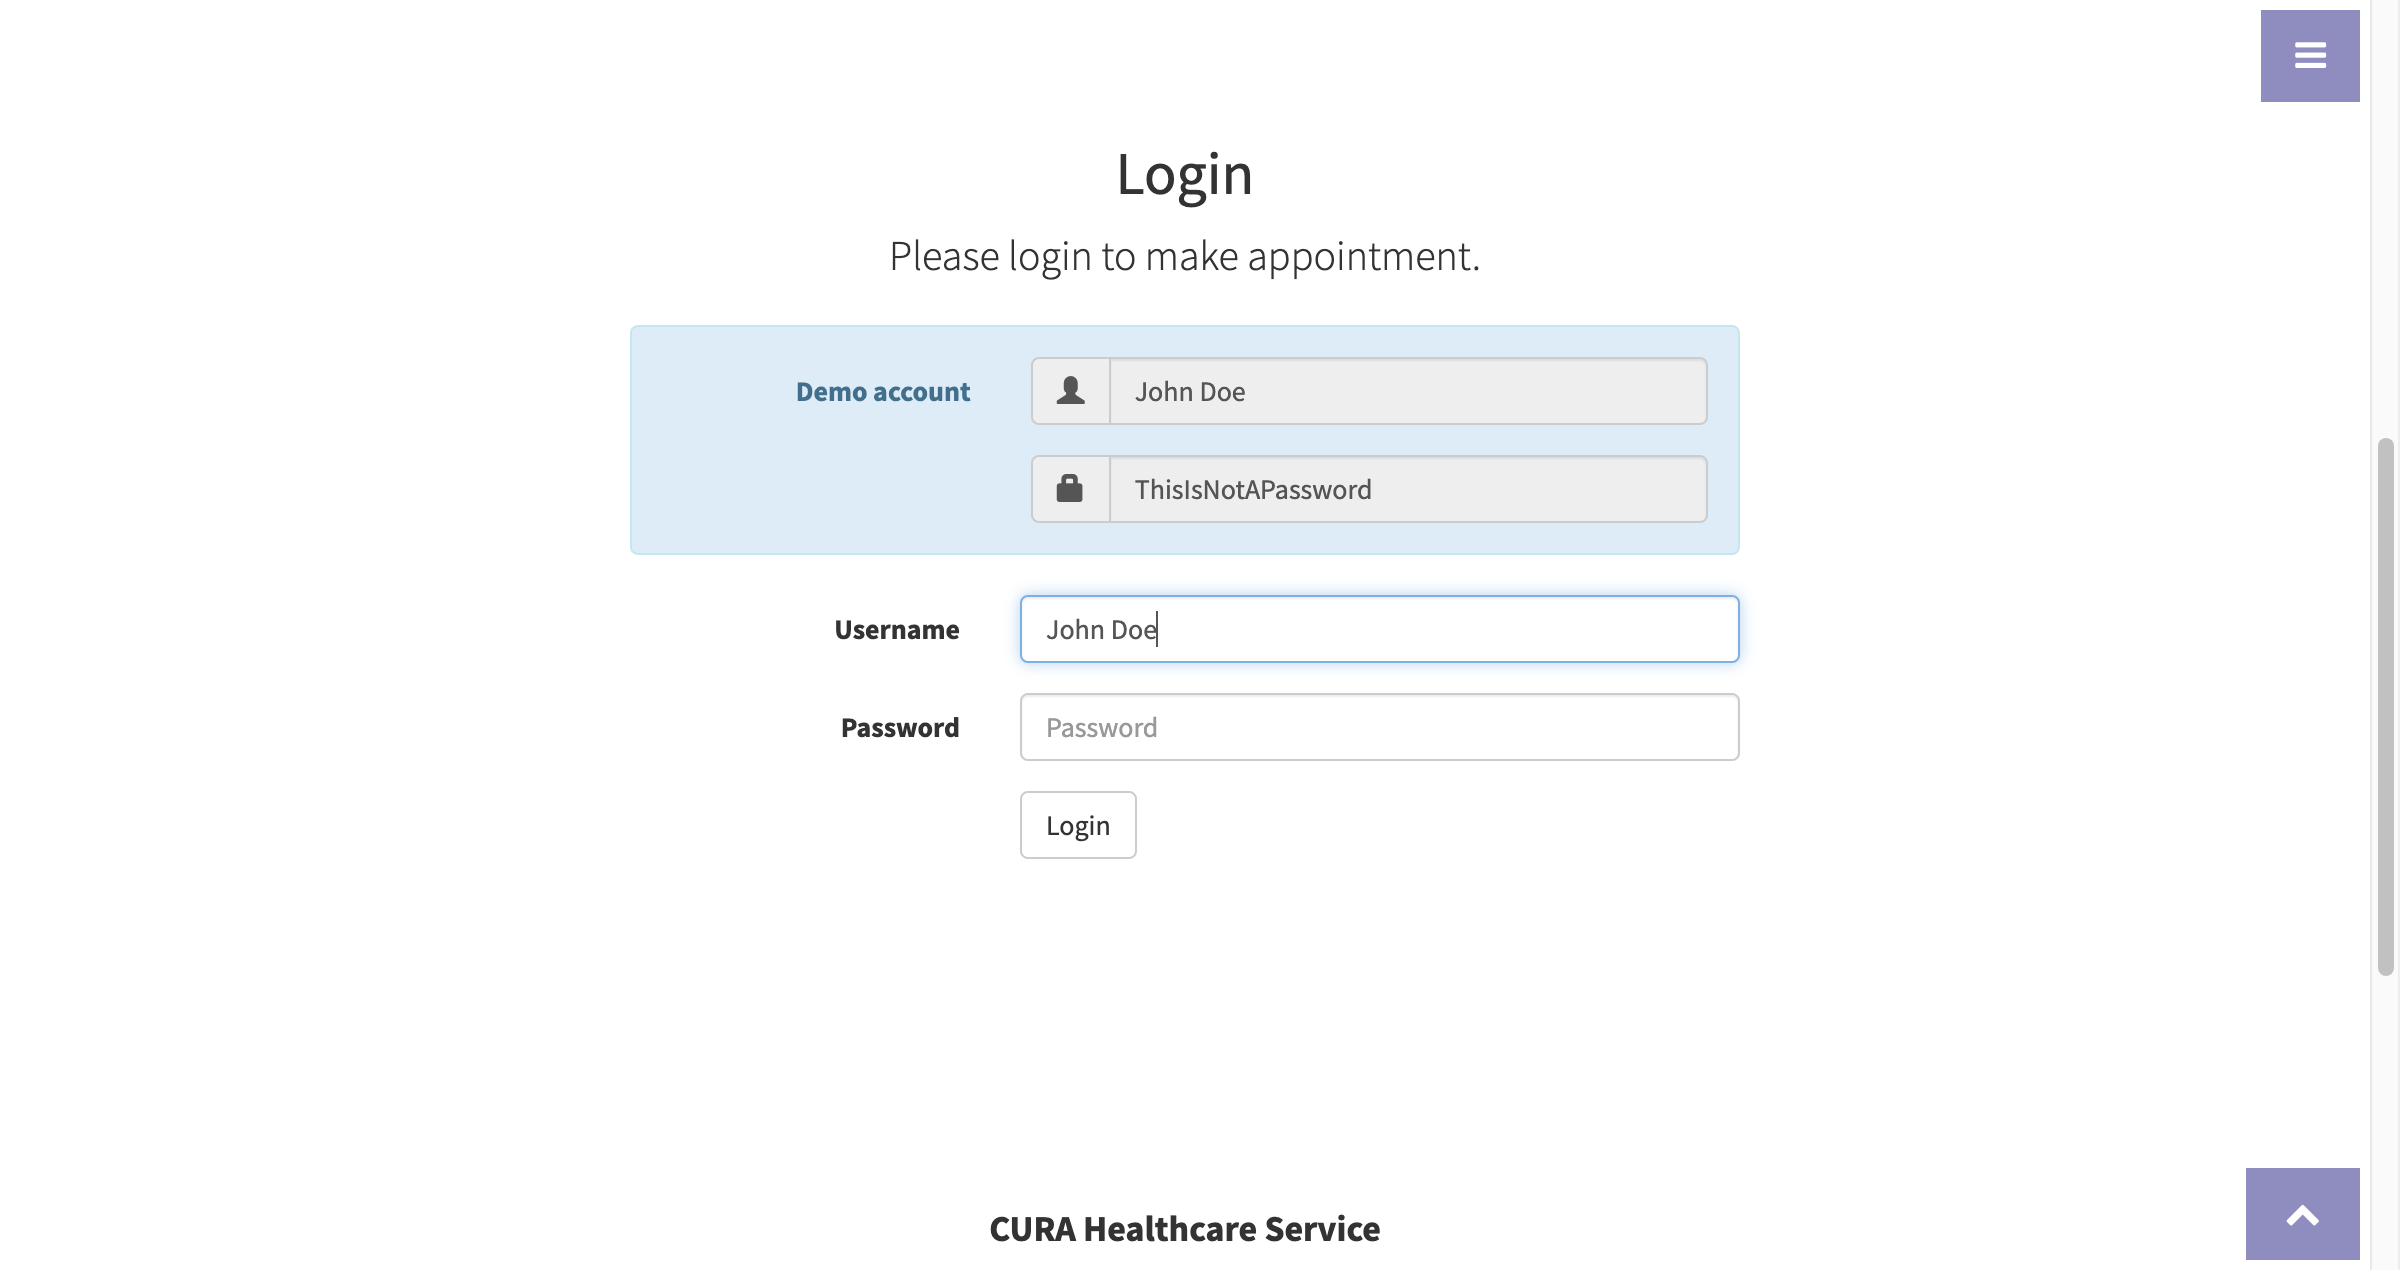 Login
Please login to make appointment.
Demo account
John Doe
ThisIsNotAPassword
Username
John Doe
Password
Password
Login
CURA Healthcare Service